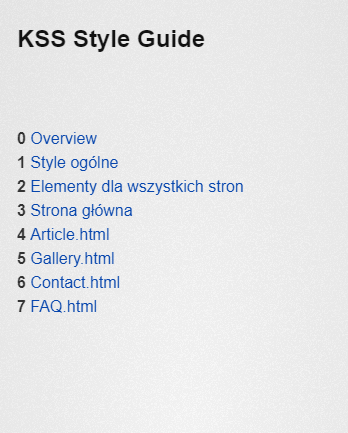 KSS Style Guide
0 Overview
1 Style ogólne
2 Elementy dla wszystkich stron
3 Strona główna
4 Article.html
5 Gallery.html
6 Contact.html
7 FAQ.html